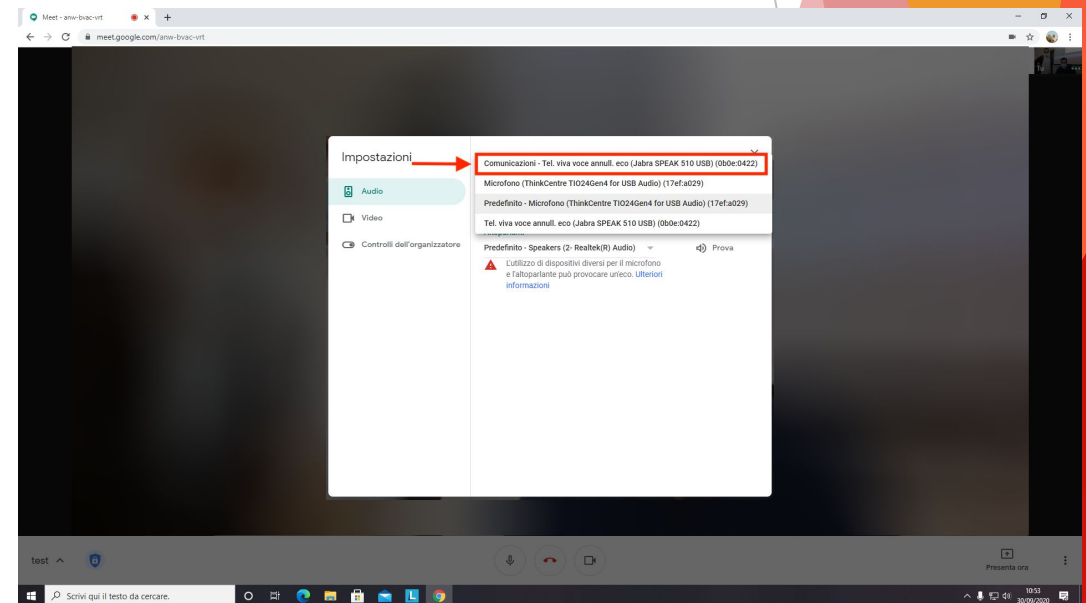 Meet - anw-bvac-vrt
meet.google.com/anw-bvac-vrt
Tu
Impostazioni
Comunicazioni - Tel. viva voce annull. eco (Jabra SPEAK 510 USB) (0b0e:0422)
Audio
Microfono (ThinkCentre TIO24Gen4 for USB Audio) (17ef:a029)
Predefinito - Microfono (ThinkCentre TIO24Gen4 for USB Audio) (17ef:a029)
Video
Tel. viva voce annull. eco (Jabra SPEAK 510 USB) (0b0e:0422)
Controlli dell'organizzatore
Predefinito - Speakers (2- Realtek(R) Audio)
Prova
L'utilizzo di dispositivi diversi per il microfono
e l'altoparlante può provocare un'eco. Ulteriori
informazioni
test
Presenta ora
Scrivi qui il testo da cercare.
L
10:53
30/09/2020